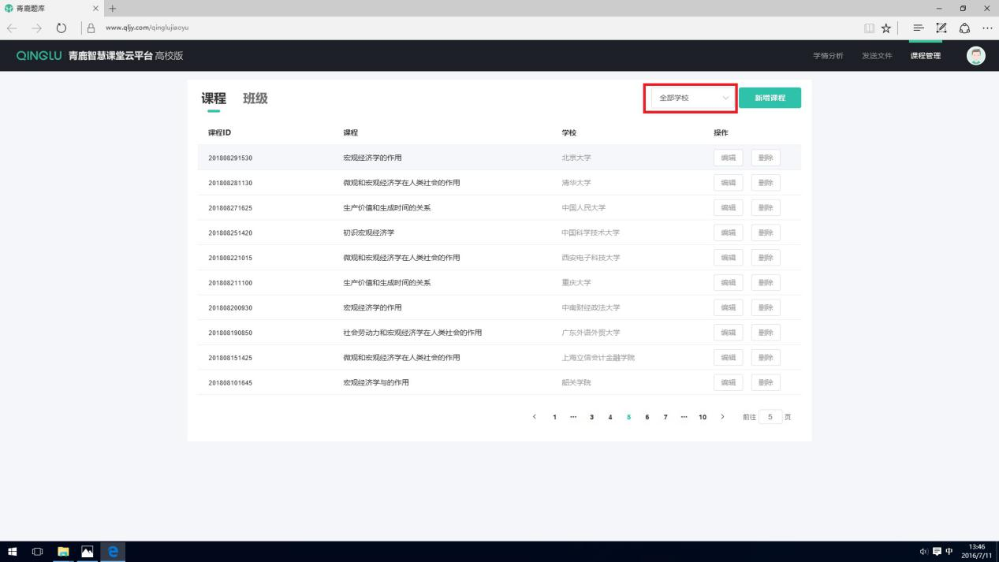 青鹿题库
www.qljy.com/qinglujiaoyu
QINGLU 青鹿智慧课堂云平台 高校版 学情分析 发送文件 课程管理
课程 班级 全部学校 新增课程
课程ID 课程 学校 操作
201808291530 宏观经济学的作用 北京大学 编辑 删除
201808281130 微观和宏观经济学在人类社会的作用 清华大学 编辑 删除
201808271625 生产价值和生成时间的关系 中国人民大学 编辑 删除
201808251420 初识宏观经济学 中国科学技术大学 编辑 删除
201808221015 微观和宏观经济学在人类社会的作用 西安电子科技大学 编辑 删除
201808211100 生产价值和生成时间的关系 重庆大学 编辑 删除
201808200930 宏观经济学的作用 中南财经政法大学 编辑 删除
201808190850 社会劳动力和宏观经济学在人类社会的作用 广东外语外贸大学 编辑 删除
201808151425 微观和宏观经济学在人类社会的作用 上海立信会计金融学院 编辑 删除
201808101645 宏观经济学与的作用 韶关学院 编辑 删除
< 1 ··· 3 4 5 6 7 ··· 10 > 前往 5 页
中 13:46
2016/7/11